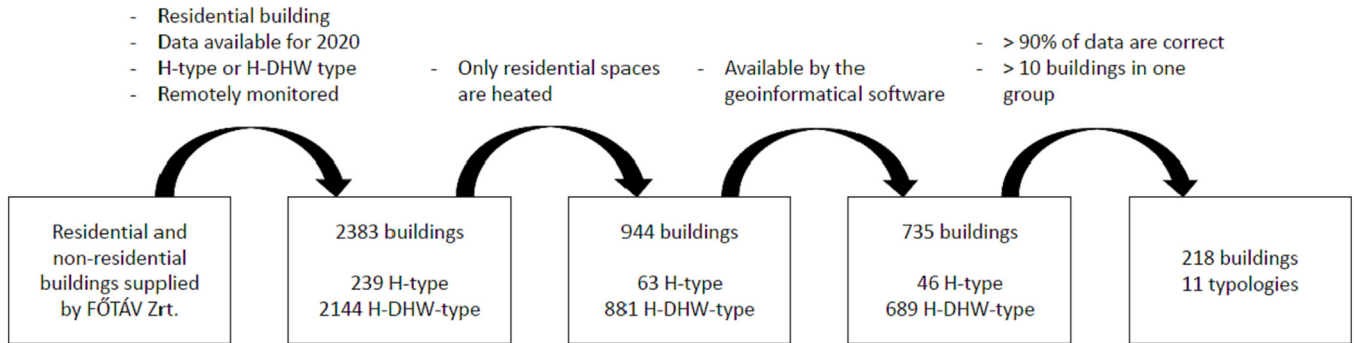 - Residential building
- Data available for 2020
- H-type or H-DHW type
- Remotely monitored
- Only residential spaces
are heated
- Available by the
geoinformatical software
- > 90% of data are correct
- > 10 buildings in one
group
Residential and
non-residential
buildings supplied
by FŐTÁV Zrt.
2383 buildings
239 H-type
2144 H-DHW-type
944 buildings
63 H-type
881 H-DHW-type
735 buildings
46 H-type
689 H-DHW-type
218 buildings
11 typologies